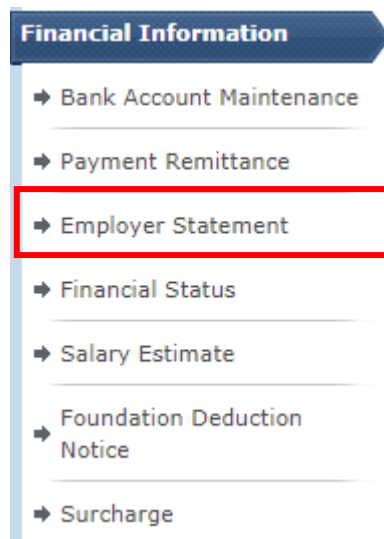 Financial Information
Bank Account Maintenance
Payment Remittance
Employer Statement
Financial Status
Salary Estimate
Foundation Deduction
Notice
Surcharge